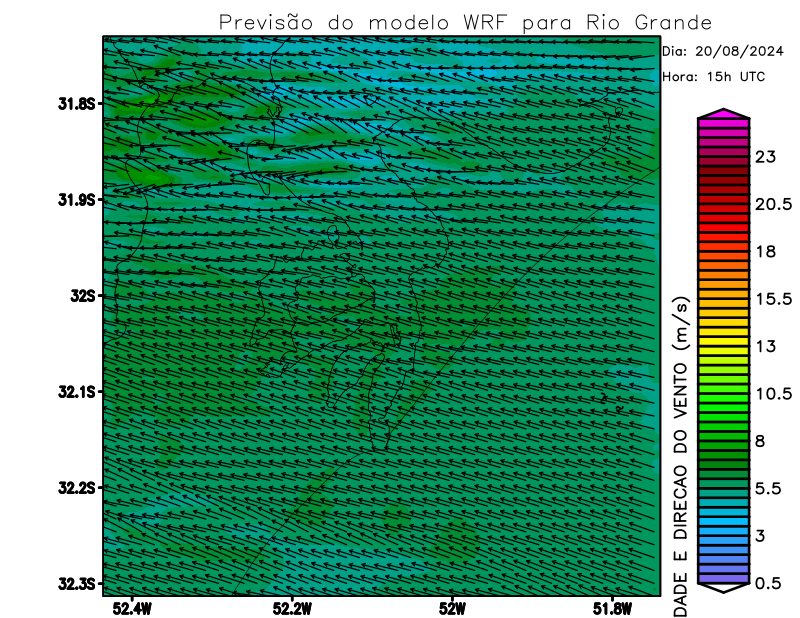 Previsão do modelo WRF para Rio Grande
Dia: 20/08/2024
Hora: 15h UTC
31.8S
31.9S
32S
32.1S
32.2S
32.3S
52.4W
52.2W
52W
51.8W
23
20.5
18
15.5
13
10.5
8
5.5
3
0.5
DADE E DIRECAO DO VENTO (m/s)